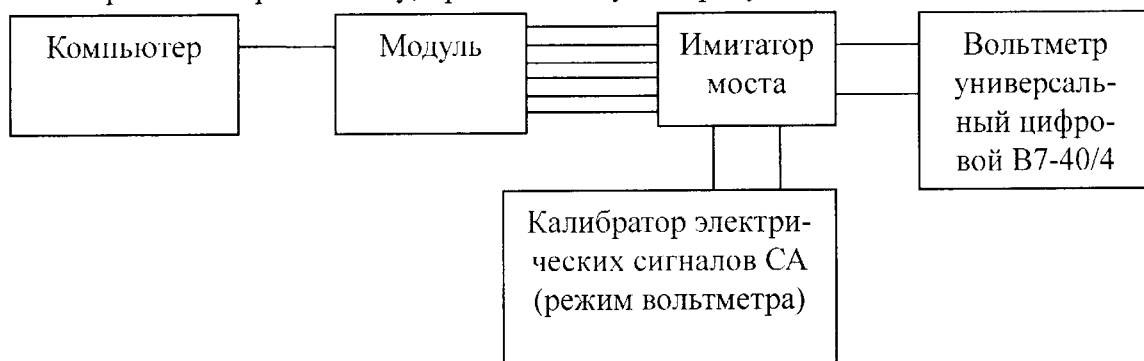 Компьютер
Модуль
Имитатор
моста
Вольтметр
универсаль-
ный цифро-
вой В7-40/4
Калибратор электри-
ческих сигналов СА
(режим вольтметра)